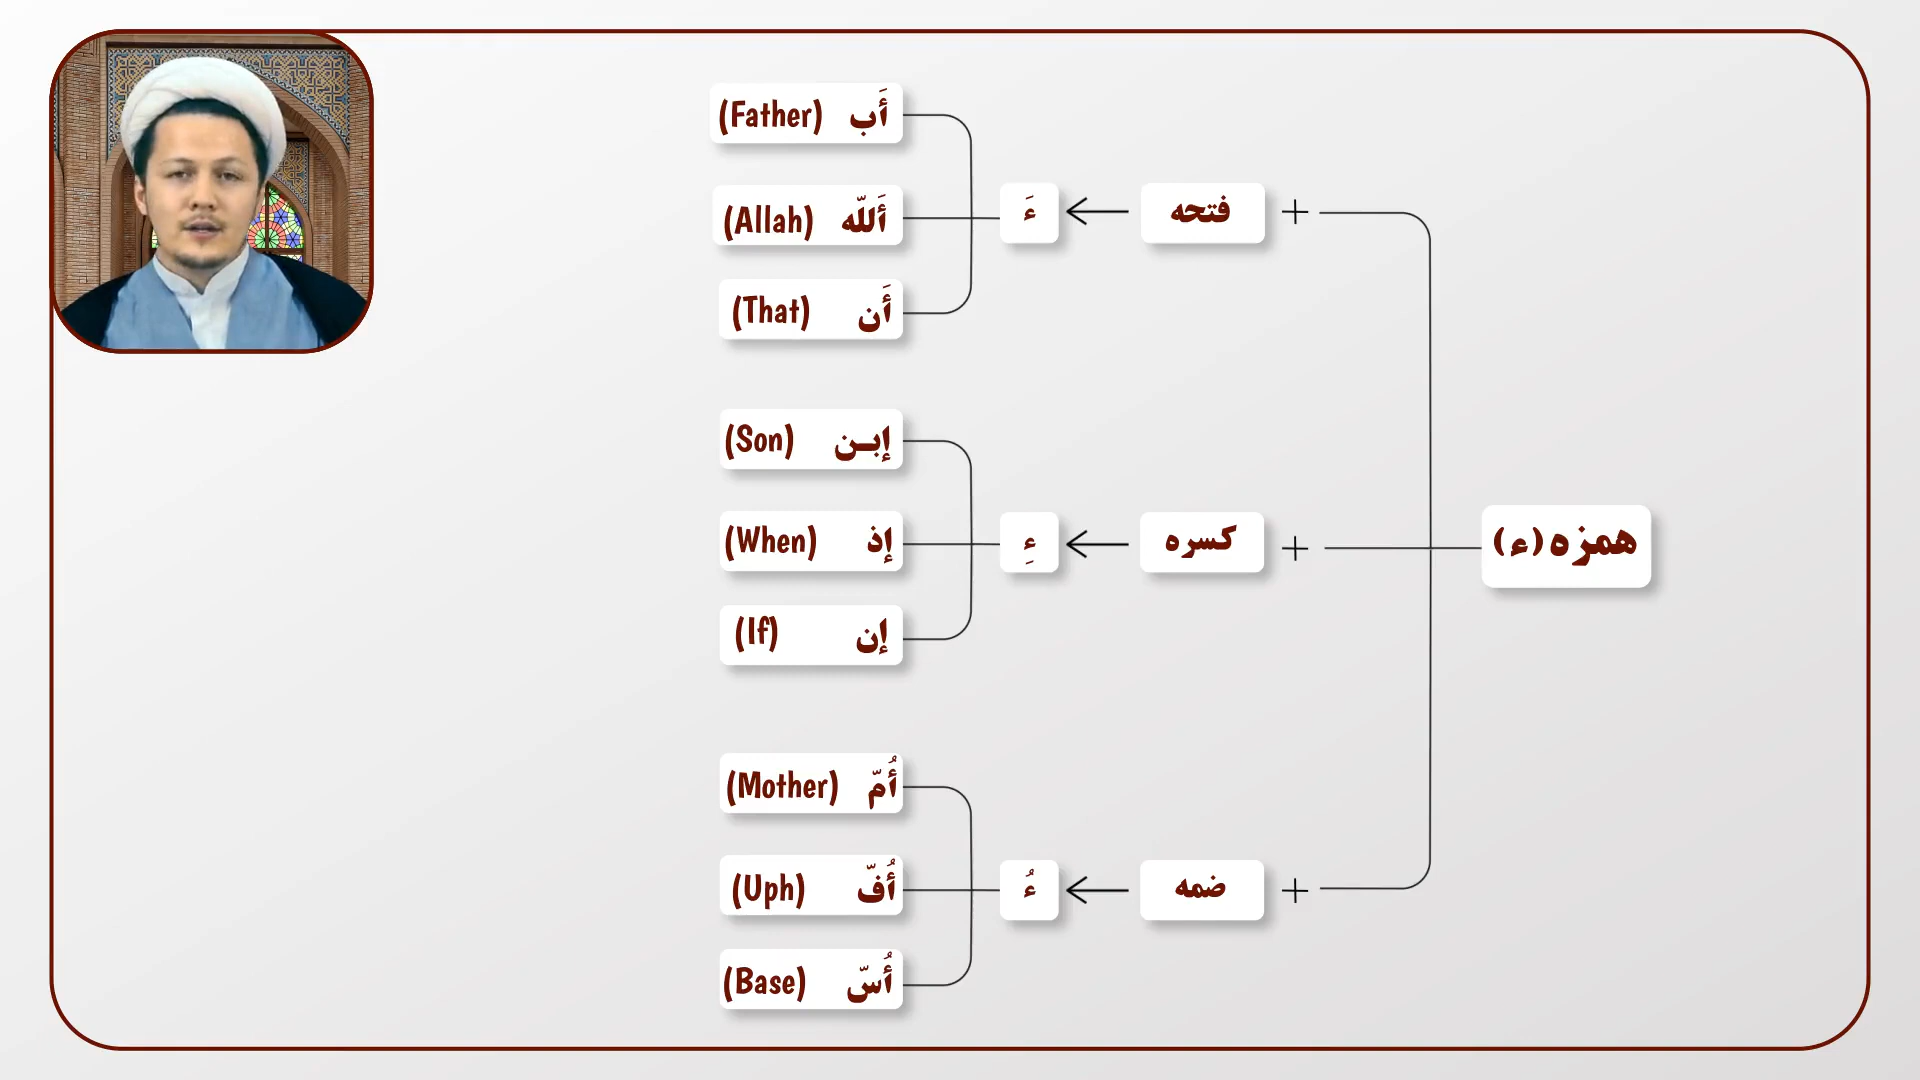 همزه (ء)
+ فتحه ← ءَ
أَب (Father)
أَللّه (Allah)
أَن (That)
+ کسره ← ءِ
إبـن (Son)
إذ (When)
إن (If)
+ ضمه ← ءُ
أُمّ (Mother)
أُفّ (Uph)
أُسّ (Base)